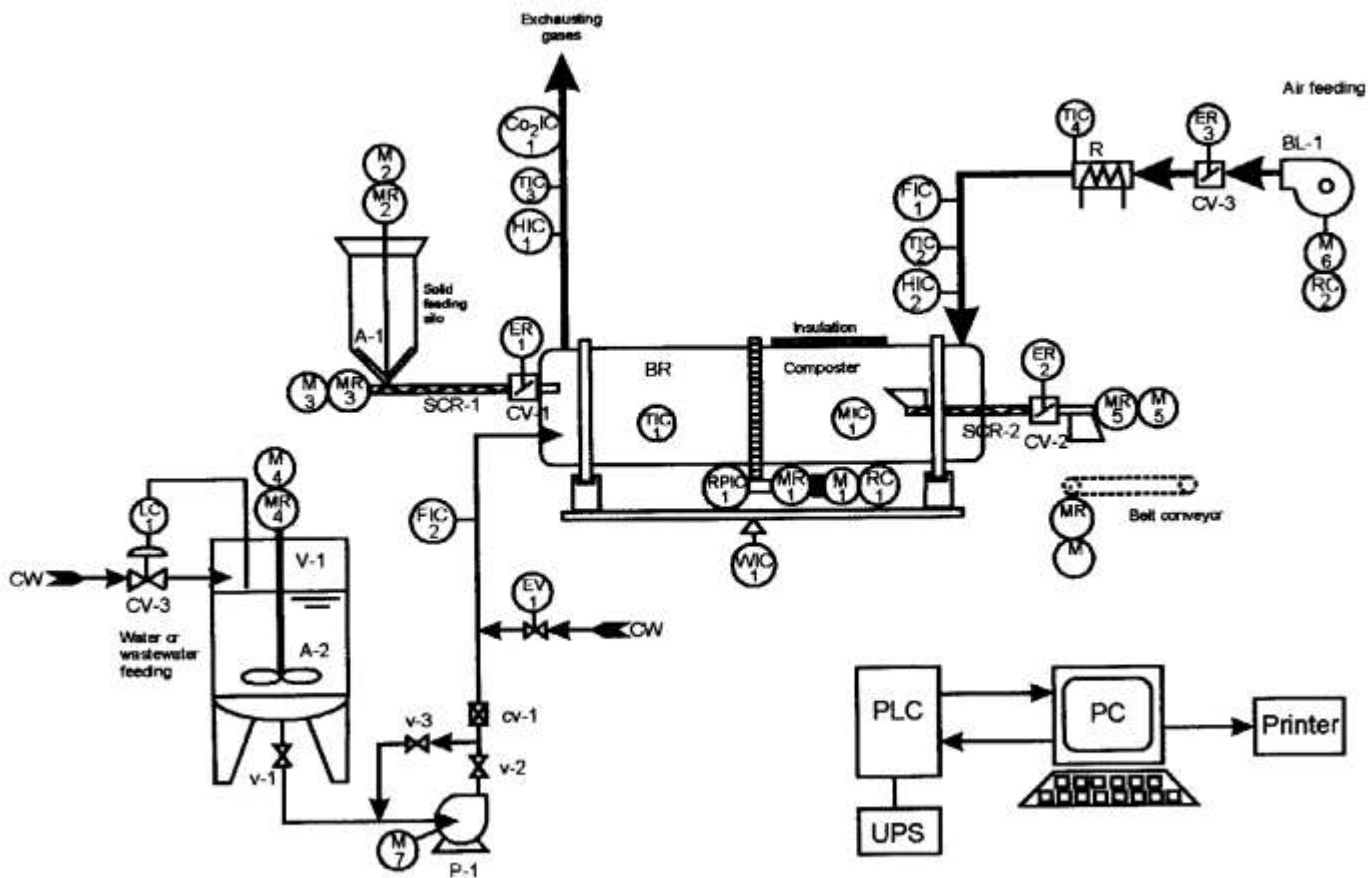 Exhausting
gases
Air feeding
Co₂IC
1
TIC
4
R
ER
3
BL-1
M
2
MR
2
TIC
3
FIC
1
CV-3
HIC
1
TIC
2
M
6
HIC
2
RC
2
Solid
feeding
silo
A-1
ER
1
Insulation
BR
Composter
ER
2
M
3
MR
3
SCR-1
CV-1
TIC
1
MIC
1
SCR-2
CV-2
MR
5
M
5
RPIC
1
MR
1
M
1
RC
1
M
4
MR
4
LC
1
FIC
2
WIC
1
MR
M
Belt conveyor
V-1
CW
CV-3
EV
1
CW
Water or
wastewater
feeding
A-2
v-3
cv-1
v-2
v-1
M
7
P-1
PLC
PC
Printer
UPS